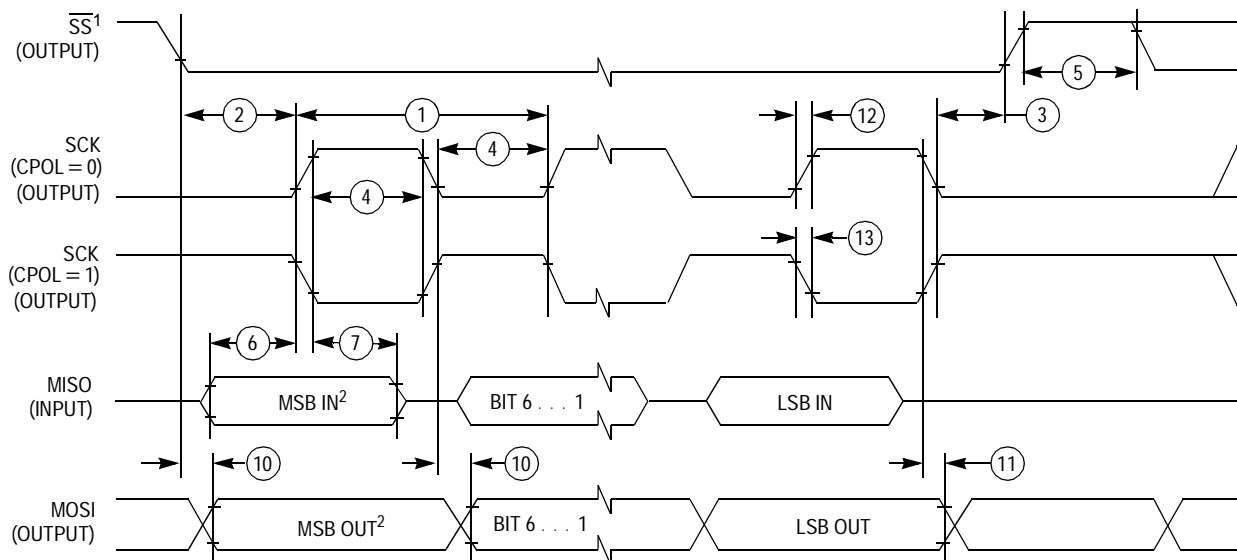 SS¹
(OUTPUT)
5
2
1
12
3
SCK
(CPOL = 0)
(OUTPUT)
4
4
SCK
(CPOL = 1)
(OUTPUT)
13
6
7
MISO
(INPUT)
MSB IN²
BIT 6 . . . 1
LSB IN
10
10
11
MOSI
(OUTPUT)
MSB OUT²
BIT 6 . . . 1
LSB OUT